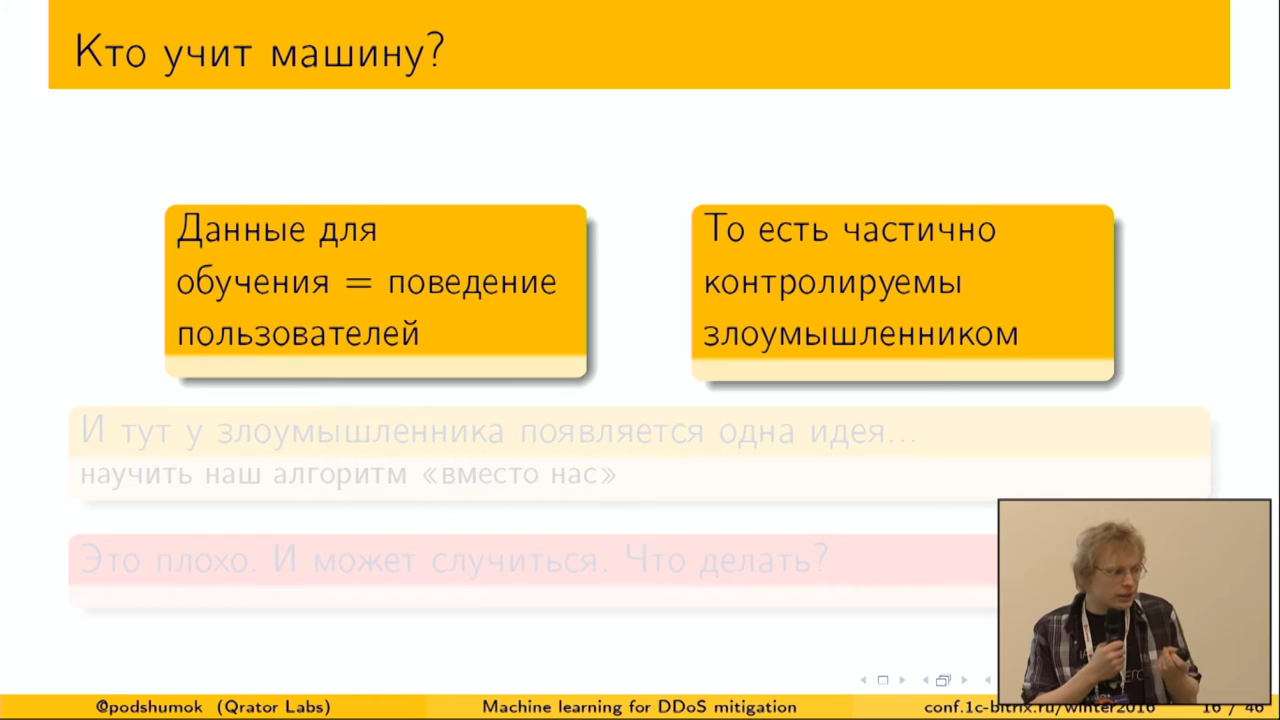 Кто учит машину?
Данные для
обучения = поведение
пользователей
То есть частично
контролируемы
злоумышленником
И тут у злоумышленника появляется одна идея...
научить наш алгоритм «вместо нас»
Это плохо. И может случиться. Что делать?
@podshumok (Qrator Labs)
Machine learning for DDoS mitigation
conf.1c-bitrix.ru/winter2016
16 / 46